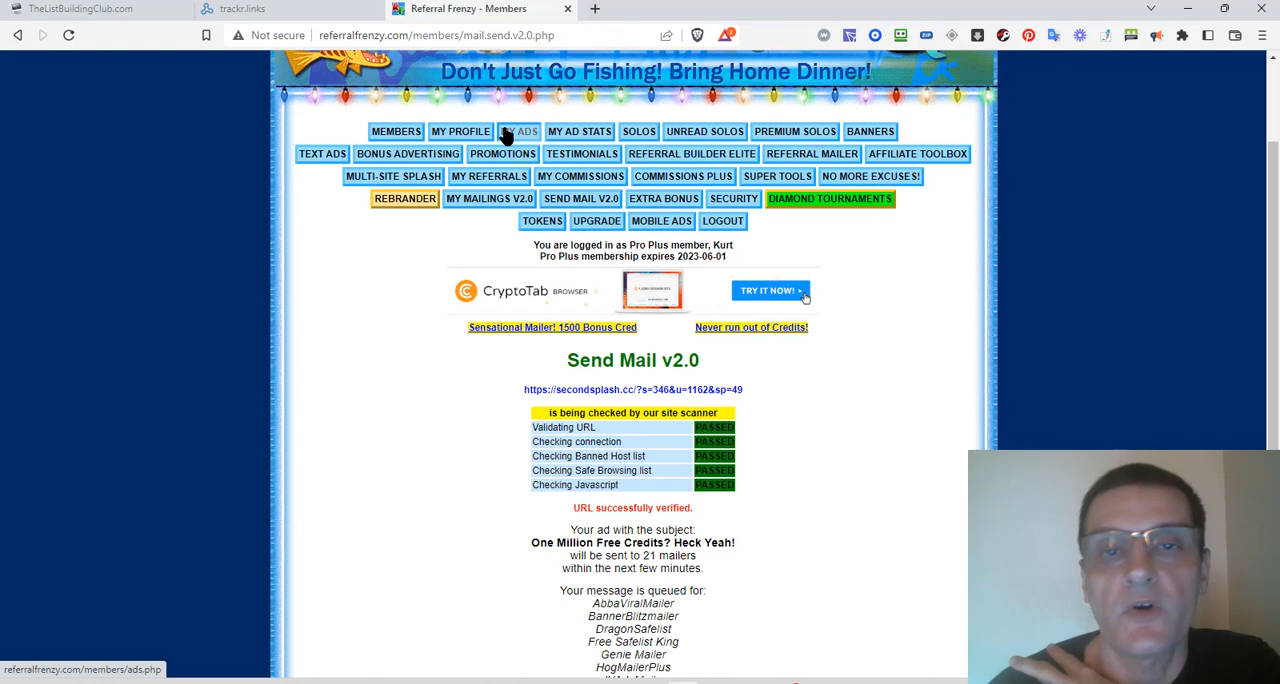 TheListBuildingClub.com trackr.links Referral Frenzy - Members
Not secure referralfrenzy.com/members/mail.send.v2.0.php
Don't Just Go Fishing! Bring Home Dinner!
MEMBERS MY PROFILE MY ADS MY AD STATS SOLOS UNREAD SOLOS PREMIUM SOLOS BANNERS
TEXT ADS BONUS ADVERTISING PROMOTIONS TESTIMONIALS REFERRAL BUILDER ELITE REFERRAL MAILER AFFILIATE TOOLBOX
MULTI-SITE SPLASH MY REFERRALS MY COMMISSIONS COMMISSIONS PLUS SUPER TOOLS NO MORE EXCUSES!
REBRANDER MY MAILINGS V2.0 SEND MAIL V2.0 EXTRA BONUS SECURITY DIAMOND TOURNAMENTS
TOKENS UPGRADE MOBILE ADS LOGOUT
You are logged in as Pro Plus member, Kurt
Pro Plus membership expires 2023-06-01
CryptoTab BROWSER TRY IT NOW!
Sensational Mailer! 1500 Bonus Cred Never run out of Credits!
Send Mail v2.0
https://secondsplash.cc/?s=346&u=1162&sp=49
is being checked by our site scanner
Validating URL PASSED
Checking connection PASSED
Checking Banned Host list PASSED
Checking Safe Browsing list PASSED
Checking Javascript PASSED
URL successfully verified.
Your ad with the subject:
One Million Free Credits? Heck Yeah!
will be sent to 21 mailers
within the next few minutes.
Your message is queued for:
AbbaViralMailer
BannerBlitzmailer
DragonSafelist
Free Safelist King
Genie Mailer
HogMailerPlus
referralfrenzy.com/members/ads.php